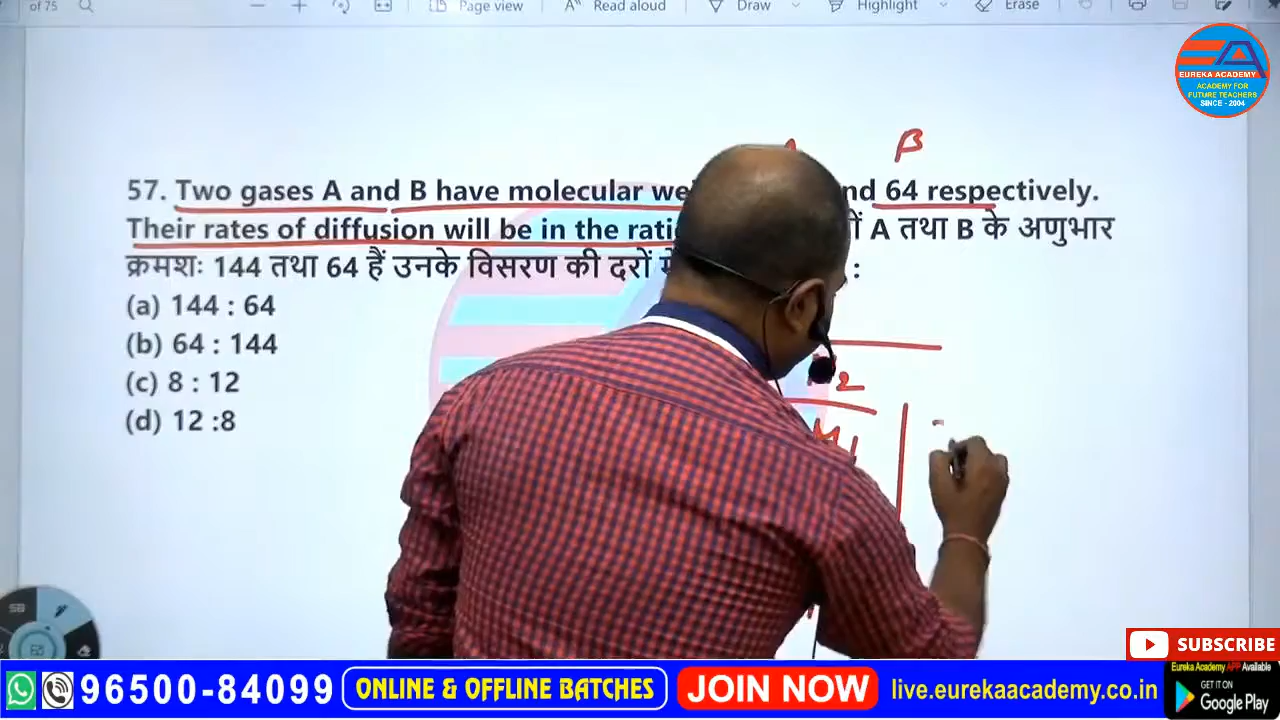 of 75
Page view
Read aloud
Draw
Highlight
Erase
EUREKA ACADEMY
ACADEMY FOR
FUTURE TEACHERS
SINCE - 2004
β
57. Two gases A and B have molecular nd 64 respectively.
Their rates of diffusion will be in the A तथा B के अणुभार
क्रमशः 144 तथा 64 हैं उनके विसरण की दरों :
(a) 144 : 64
(b) 64 : 144
(c) 8 : 12
(d) 12 :8
2
M1
SB
SUBSCRIBE
96500-84099
ONLINE & OFFLINE BATCHES
JOIN NOW
live.eurekaacademy.co.in
Eureka Academy APP Available
GET IT ON
Google Play